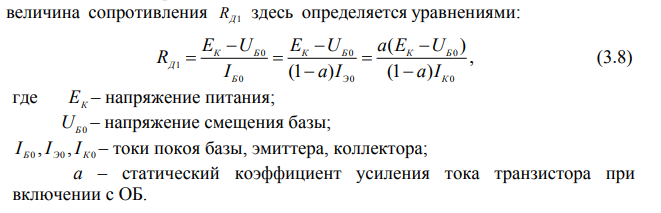 величина сопротивления R_{Д1} здесь определяется уравнениями:
R_{Д1} = \frac{E_К − U_{Б0}}{I_{Б0}} = \frac{E_К − U_{Б0}}{(1 − a)I_{Э0}} = \frac{a(E_К − U_{Б0})}{(1 − a)I_{К0}}, (3.8)
где E_К – напряжение питания;
U_{Б0} – напряжение смещения базы;
I_{Б0}, I_{Э0}, I_{К0} – токи покоя базы, эмиттера, коллектора;
a – статический коэффициент усиления тока транзистора при
включении с ОБ.